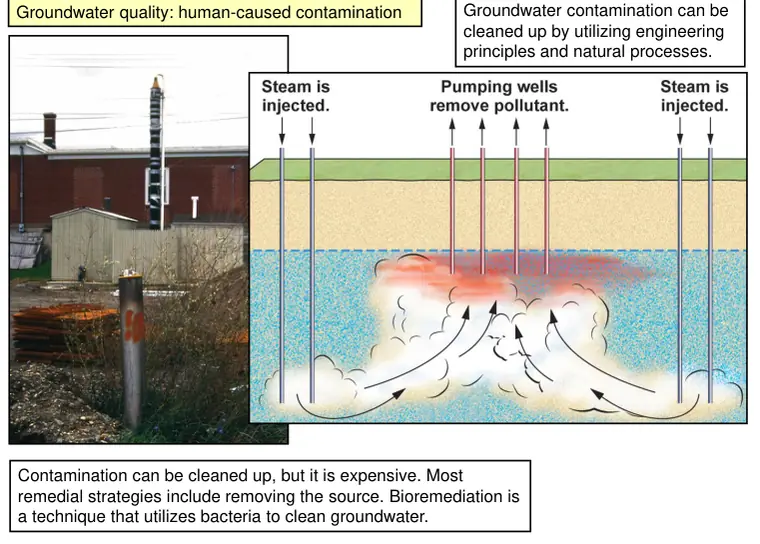 Groundwater quality: human-caused contamination
Groundwater contamination can be
cleaned up by utilizing engineering
principles and natural processes.
Steam is
injected.
Pumping wells
remove pollutant.
Steam is
injected.
Contamination can be cleaned up, but it is expensive. Most
remedial strategies include removing the source. Bioremediation is
a technique that utilizes bacteria to clean groundwater.